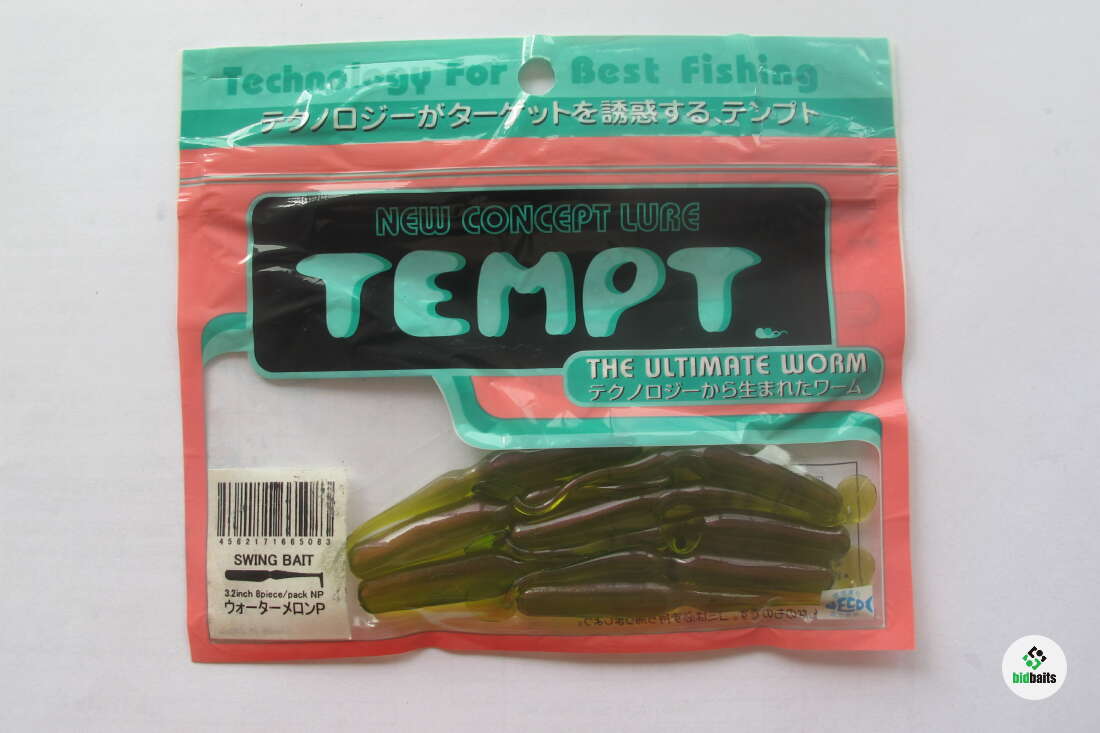 Technology For Best Fishing
テクノロジーがターゲットを誘惑する、テンプト
NEW CONCEPT LURE
TEMPT
THE ULTIMATE WORM
テクノロジーから生まれたワーム
4582171665083
SWING BAIT
3.2inch 8piece/pack NP
ウォーターメロンP
bidbaits